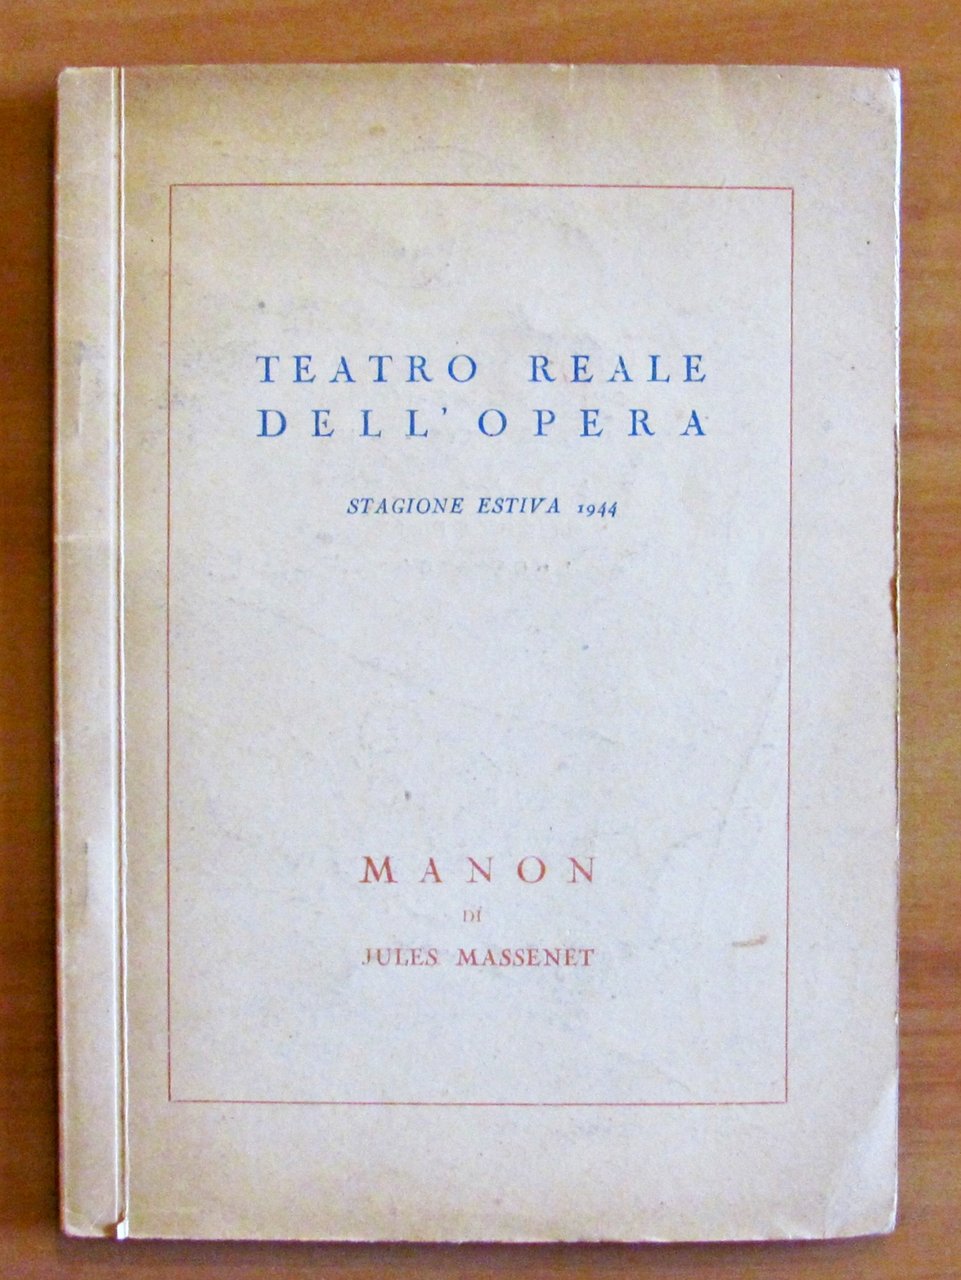 TEATRO REALE
DELL'OPERA
STAGIONE ESTIVA 1944
MANON
DI
JULES MASSENET